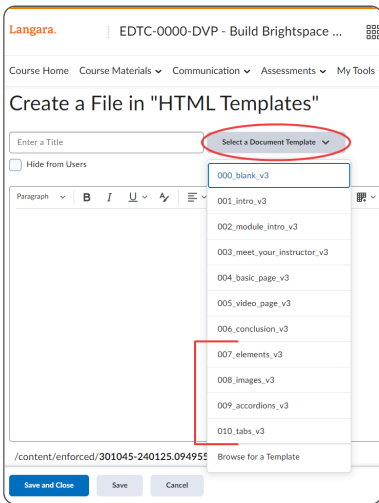 Langara.
EDTC-0000-DVP - Build Brightspace ...
Course Home Course Materials Communication Assessments My Tools
Create a File in "HTML Templates"
Enter a Title
Select a Document Template
Hide from Users
Paragraph B I U A
000_blank_v3
001_intro_v3
002_module_intro_v3
003_meet_your_instructor_v3
004_basic_page_v3
005_video_page_v3
006_conclusion_v3
007_elements_v3
008_images_v3
009_accordions_v3
010_tabs_v3
Browse for a Template
/content/enforced/301045-240125.094955
Save and Close Save Cancel